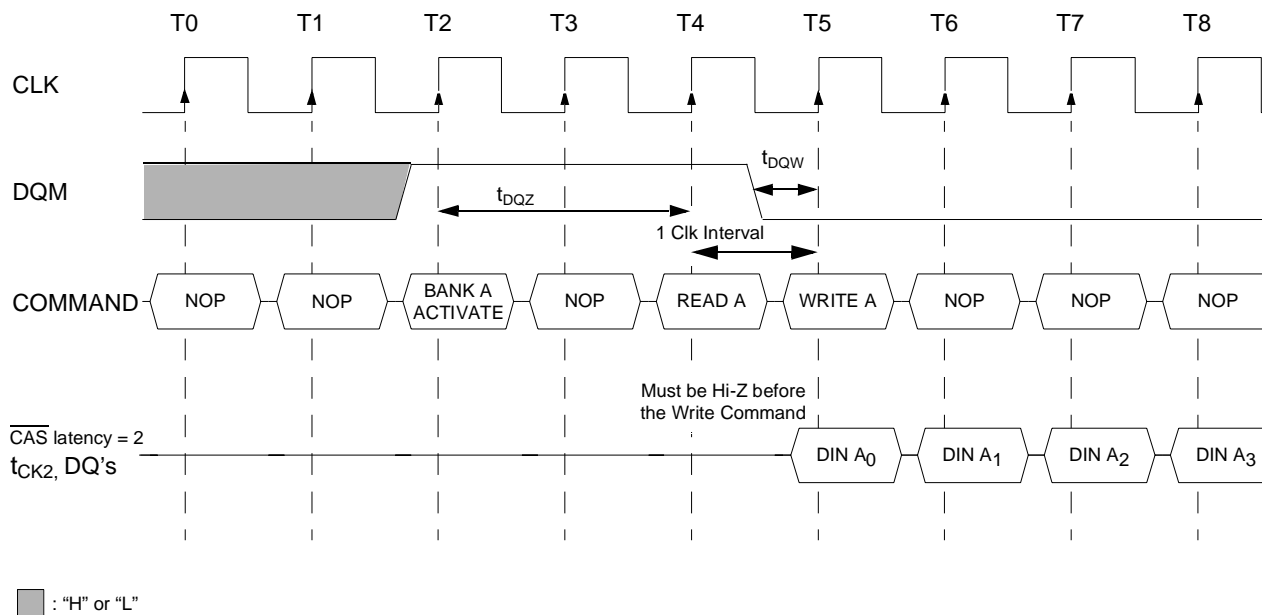 T0 T1 T2 T3 T4 T5 T6 T7 T8
CLK
DQM
tDQW
tDQZ
1 Clk Interval
COMMAND
NOP
NOP
BANK A
ACTIVATE
NOP
READ A
WRITE A
NOP
NOP
NOP
Must be Hi-Z before
the Write Command
CAS latency = 2
tCK2, DQ's
DIN A0
DIN A1
DIN A2
DIN A3
: “H” or “L”